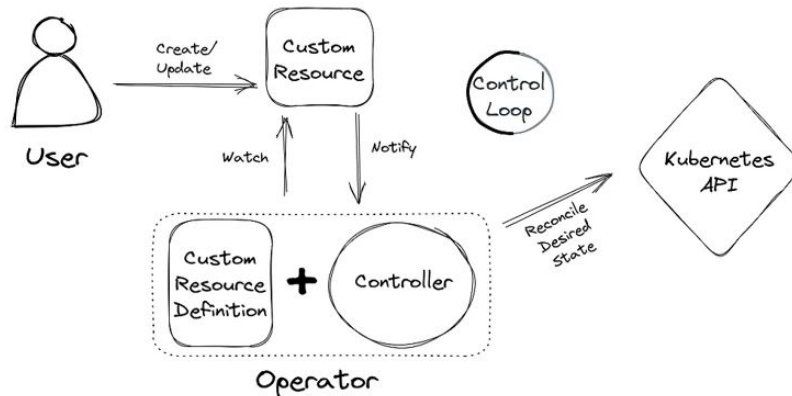 Create/
Update
Custom
Resource
Control
Loop
User
Watch
Notify
Kubernetes
API
Reconcile
Desired
State
Custom
Resource
Definition
+
Controller
Operator